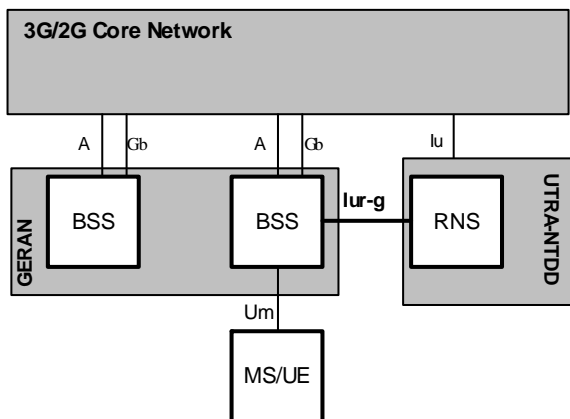 3G/2G Core Network
A
Gb
A
Gb
Iu
GERAN
BSS
BSS
Iur-g
RNS
UTRA-NTDD
Um
MS/UE